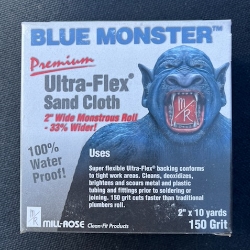 BLUE MONSTER™
Premium
Ultra-Flex®
Sand Cloth
2" Wide Monstrous Roll
- 33% Wider!
M/R
100%
Water
Proof!
Uses
Super flexible Ultra-Flex® backing conforms
to tight work areas. Cleans, deoxidizes,
brightens and scours metal and plastic
tubing and fittings prior to soldering or
joining. 150 grit cuts faster than traditional
plumbers roll.
M/R
MILL-ROSE Clean-Fit Products
2" x 10 yards
150 Grit